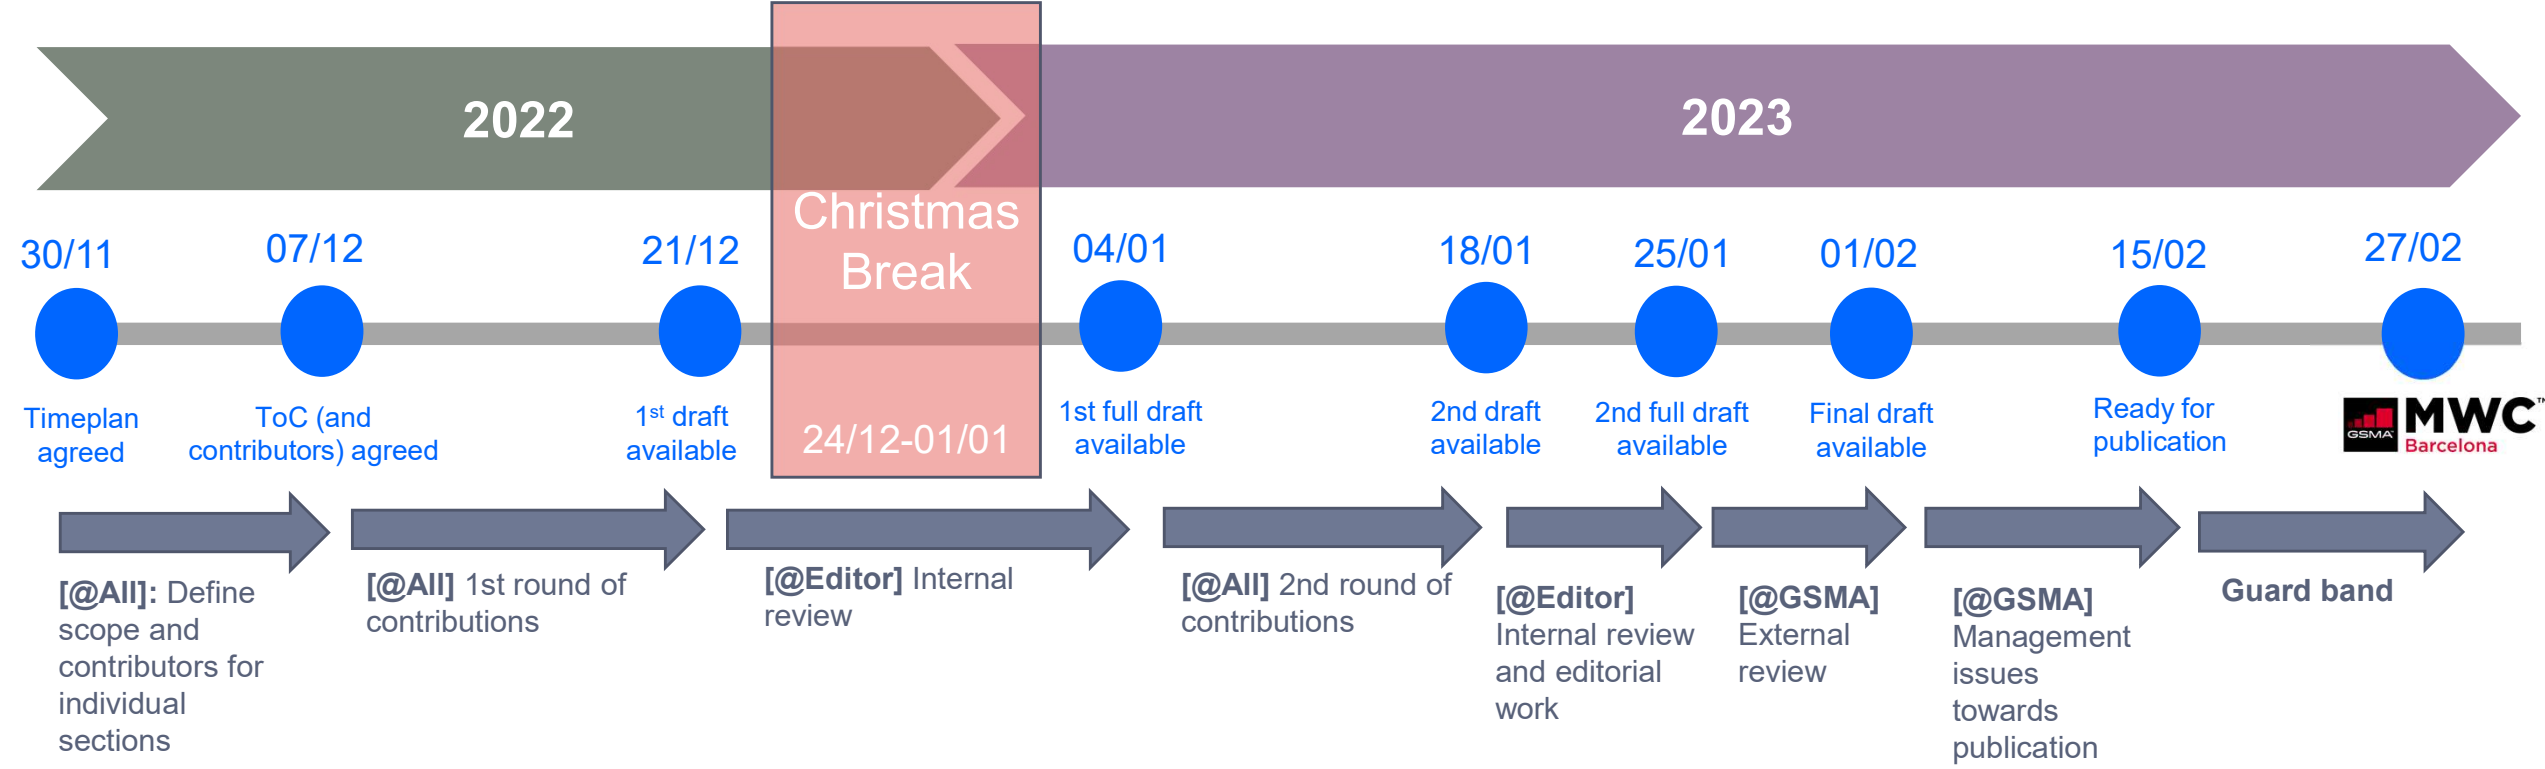 2022
2023
Christmas
Break
24/12-01/01
30/11
07/12
21/12
04/01
18/01
25/01
01/02
15/02
27/02
Timeplan
agreed
ToC (and
contributors) agreed
1st draft
available
1st full draft
available
2nd draft
available
2nd full draft
available
Final draft
available
Ready for
publication
GSMA
MWC™
Barcelona
[@All]: Define
scope and
contributors for
individual
sections
[@All] 1st round of
contributions
[@Editor] Internal
review
[@All] 2nd round of
contributions
[@Editor]
Internal review
and editorial
work
[@GSMA]
External
review
[@GSMA]
Management
issues
towards
publication
Guard band